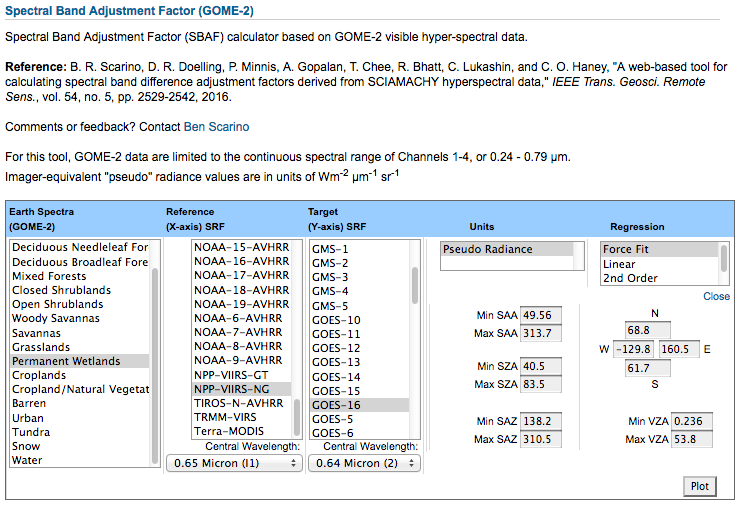 Spectral Band Adjustment Factor (GOME-2)
Spectral Band Adjustment Factor (SBAF) calculator based on GOME-2 visible hyper-spectral data.
Reference: B. R. Scarino, D. R. Doelling, P. Minnis, A. Gopalan, T. Chee, R. Bhatt, C. Lukashin, and C. O. Haney, "A web-based tool for
calculating spectral band difference adjustment factors derived from SCIAMACHY hyperspectral data," IEEE Trans. Geosci. Remote
Sens., vol. 54, no. 5, pp. 2529-2542, 2016.
Comments or feedback? Contact Ben Scarino
For this tool, GOME-2 data are limited to the continuous spectral range of Channels 1-4, or 0.24 - 0.79 µm.
Imager-equivalent "pseudo" radiance values are in units of Wm-2 µm-1 sr-1
Earth Spectra
(GOME-2)
Deciduous Needleleaf For
Deciduous Broadleaf Fore
Mixed Forests
Closed Shrublands
Open Shrublands
Woody Savannas
Savannas
Grasslands
Permanent Wetlands
Croplands
Cropland/Natural Vegetat
Barren
Urban
Tundra
Snow
Water
Reference
(X-axis) SRF
NOAA-15-AVHRR
NOAA-16-AVHRR
NOAA-17-AVHRR
NOAA-18-AVHRR
NOAA-19-AVHRR
NOAA-6-AVHRR
NOAA-7-AVHRR
NOAA-8-AVHRR
NOAA-9-AVHRR
NPP-VIIRS-GT
NPP-VIIRS-NG
TIROS-N-AVHRR
TRMM-VIRS
Terra-MODIS
Central Wavelength:
0.65 Micron (I1)
Target
(Y-axis) SRF
GMS-1
GMS-2
GMS-3
GMS-4
GMS-5
GOES-10
GOES-11
GOES-12
GOES-13
GOES-14
GOES-15
GOES-16
GOES-5
GOES-6
Central Wavelength:
0.64 Micron (2)
Units
Pseudo Radiance
Min SAA 49.56
Max SAA 313.7
Min SZA 40.5
Max SZA 83.5
Min SAZ 138.2
Max SAZ 310.5
Regression
Force Fit
Linear
2nd Order
Close
N
68.8
W -129.8 160.5 E
61.7
S
Min VZA 0.236
Max VZA 53.8
Plot